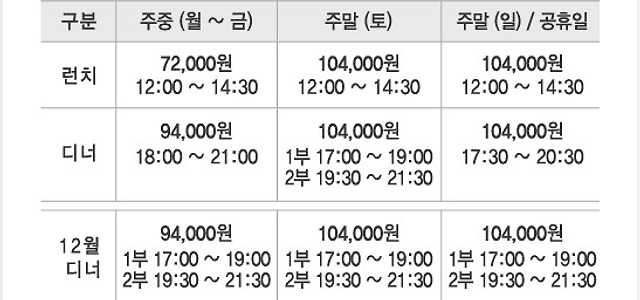 구분 주중 (월 ~ 금) 주말 (토) 주말 (일) / 공휴일
런치 72,000원 104,000원 104,000원
12:00 ~ 14:30 12:00 ~ 14:30 12:00 ~ 14:30
디너 94,000원 104,000원 104,000원
18:00 ~ 21:00 1부 17:00 ~ 19:00 17:30 ~ 20:30
2부 19:30 ~ 21:30
12월 94,000원 104,000원 104,000원
디너 1부 17:00 ~ 19:00 1부 17:00 ~ 19:00 1부 17:00 ~ 19:00
2부 19:30 ~ 21:30 2부 19:30 ~ 21:30 2부 19:30 ~ 21:30